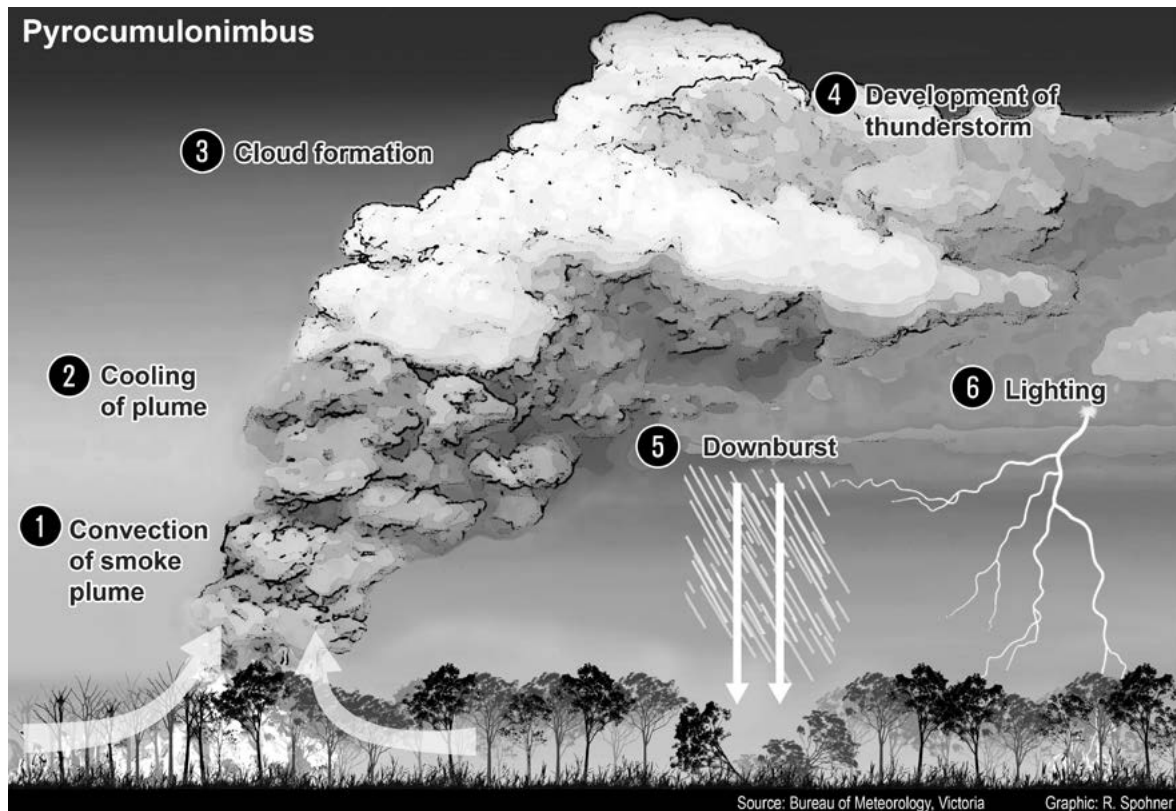 Pyrocumulonimbus
1 Convection
of smoke
plume
2 Cooling
of plume
3 Cloud formation
4 Development of
thunderstorm
5 Downburst
6 Lighting
Source: Bureau of Meteorology, Victoria Graphic: R. Spohner